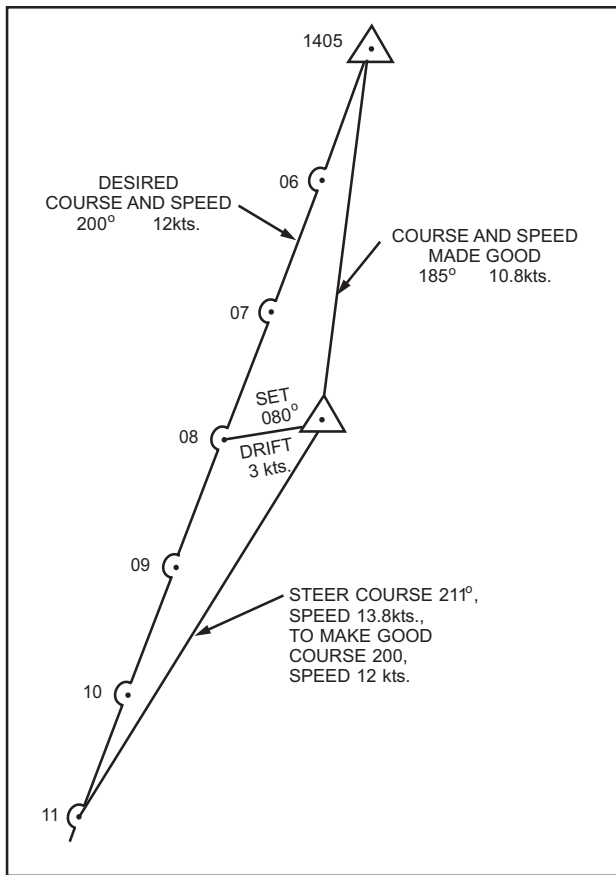 1405
06
DESIRED
COURSE AND SPEED
200° 12kts.
COURSE AND SPEED
MADE GOOD
185° 10.8kts.
07
SET
080°
08
DRIFT
3 kts.
09
STEER COURSE 211°,
SPEED 13.8kts.,
TO MAKE GOOD
COURSE 200,
SPEED 12 kts.
10
11